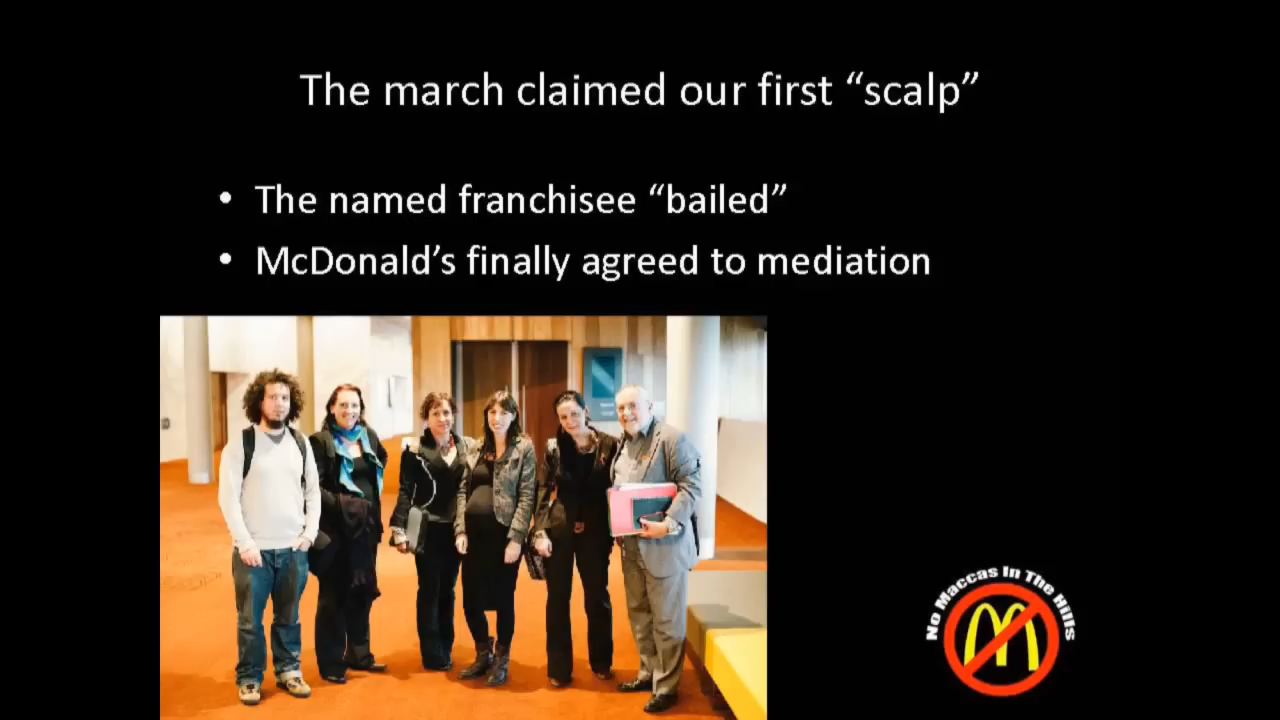 The march claimed our first “scalp”
• The named franchisee “bailed”
• McDonald’s finally agreed to mediation
No Maccas In The Hills